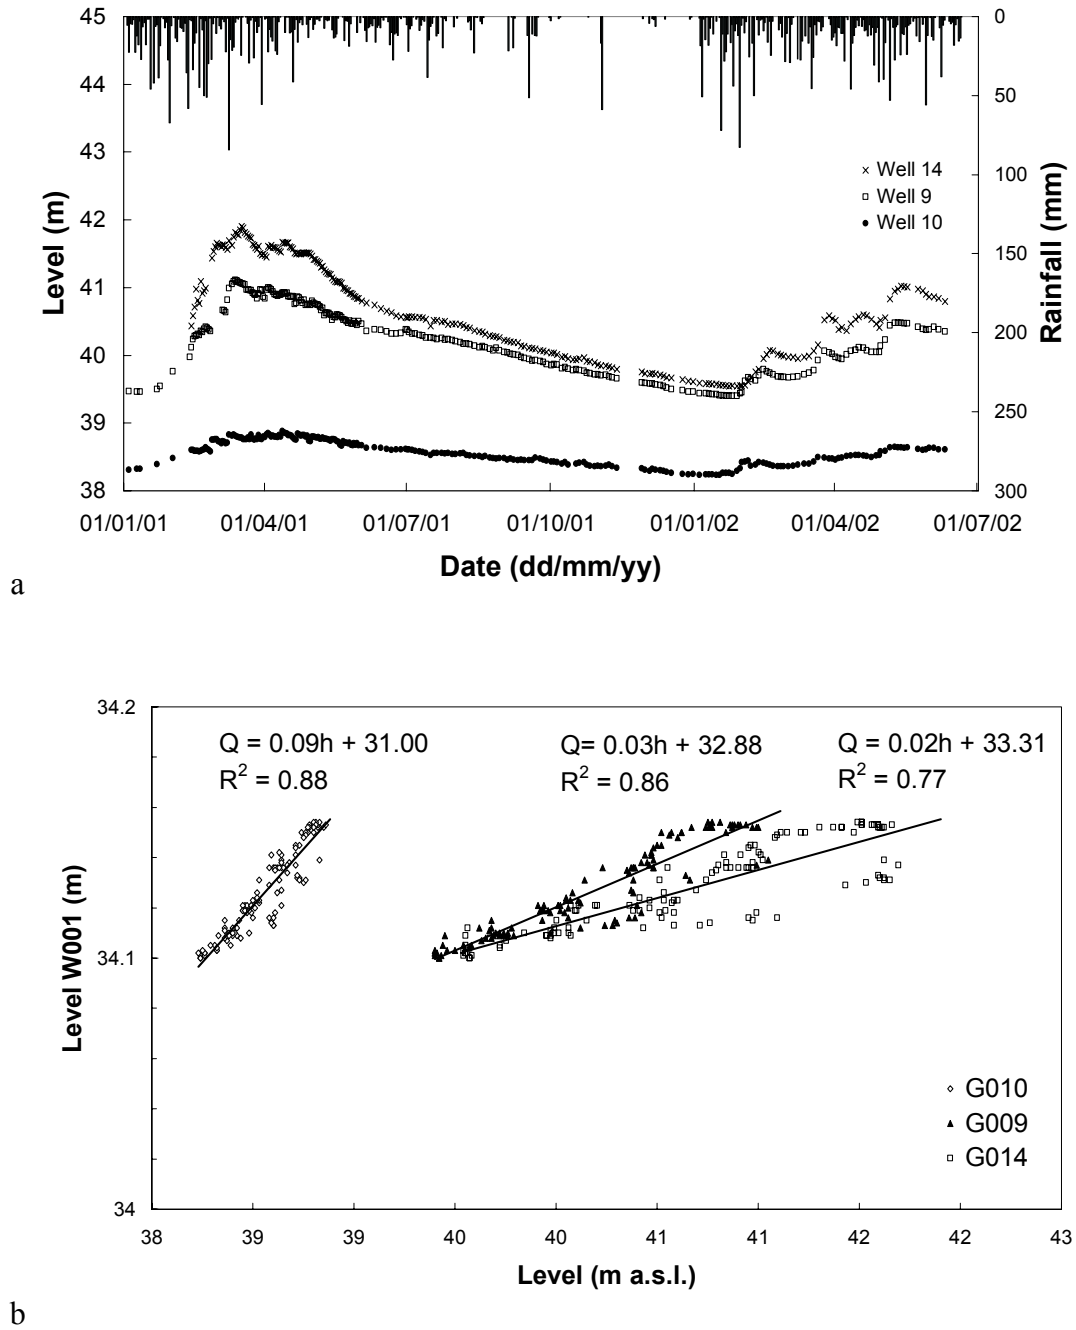 45
44
43
42
41
40
39
38
Level (m)
0
50
100
150
200
250
300
Rainfall (mm)
Well 14
Well 9
Well 10
01/01/01 01/04/01 01/07/01 01/10/01 01/01/02 01/04/02 01/07/02
Date (dd/mm/yy)
a
34.2
34.1
34
Level W001 (m)
Q = 0.09h + 31.00
R² = 0.88
Q= 0.03h + 32.88
R² = 0.86
Q = 0.02h + 33.31
R² = 0.77
G010
G009
G014
38 39 39 40 40 41 41 42 42 43
Level (m a.s.l.)
b